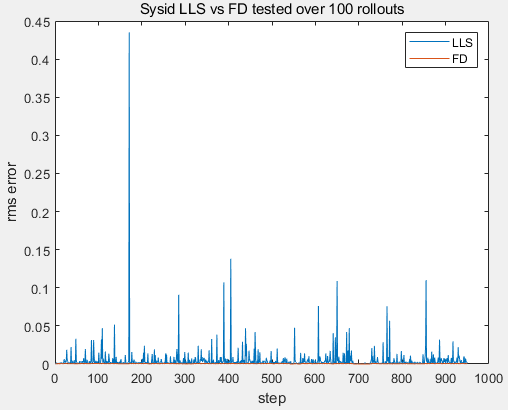 Sysid LLS vs FD tested over 100 rollouts
LLS
FD
0.45
0.4
0.35
0.3
0.25
0.2
0.15
0.1
0.05
0
rms error
0 100 200 300 400 500 600 700 800 900 1000
step